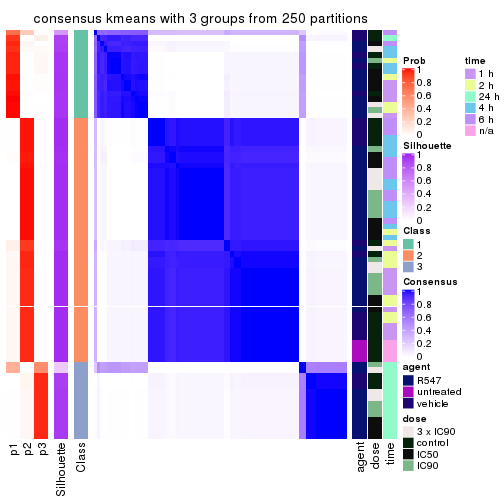 consensus kmeans with 3 groups from 250 partitions
Prob
1
0.8
0.6
0.4
0.2
0
Silhouette
1
0.8
0.6
0.4
0.2
0
Class
1
2
3
Consensus
1
0.8
0.6
0.4
0.2
0
agent
R547
untreated
vehicle
dose
3 x IC90
control
IC50
IC90
time
1 h
2 h
24 h
4 h
6 h
n/a
p1
p2
p3
Silhouette
Class
agent
dose
time